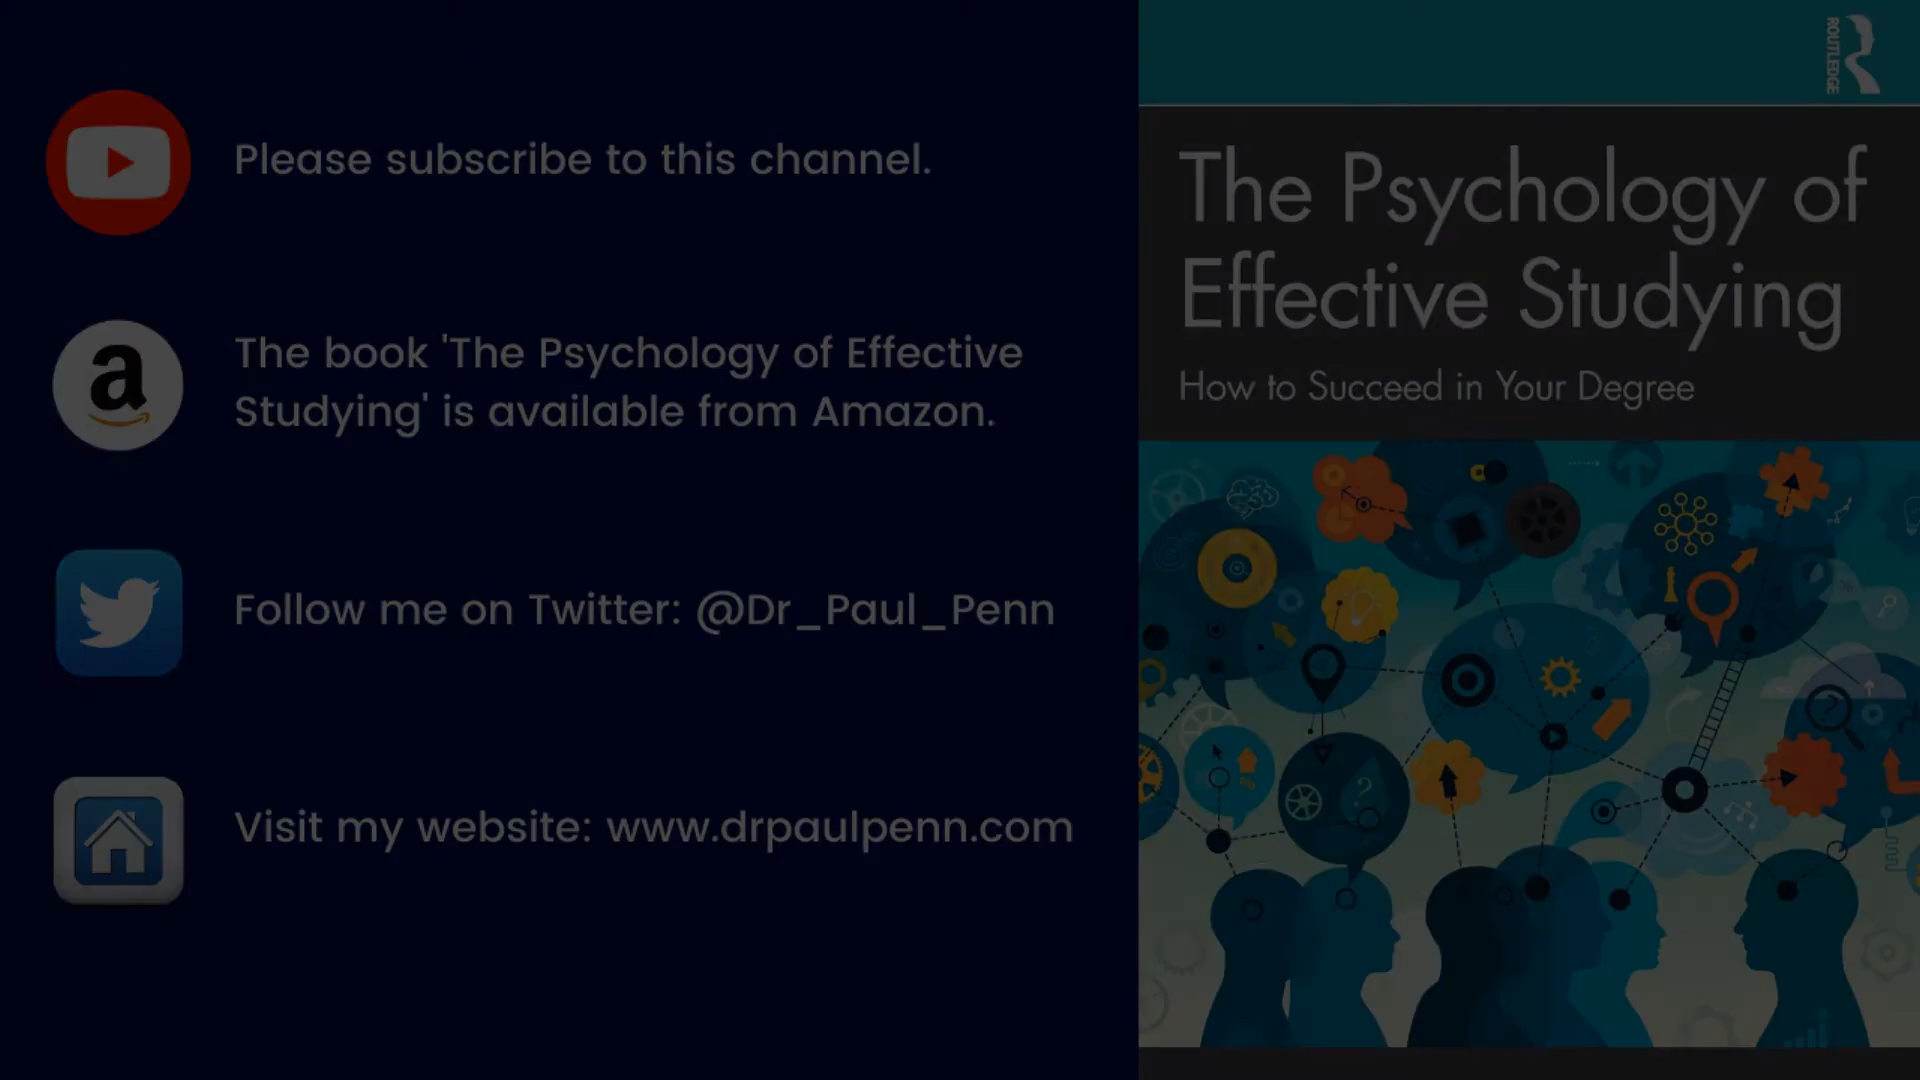 Please subscribe to this channel.
The book 'The Psychology of Effective
Studying' is available from Amazon.
Follow me on Twitter: @Dr_Paul_Penn
Visit my website: www.drpaulpenn.com
ROUTLEDGE
The Psychology of
Effective Studying
How to Succeed in Your Degree